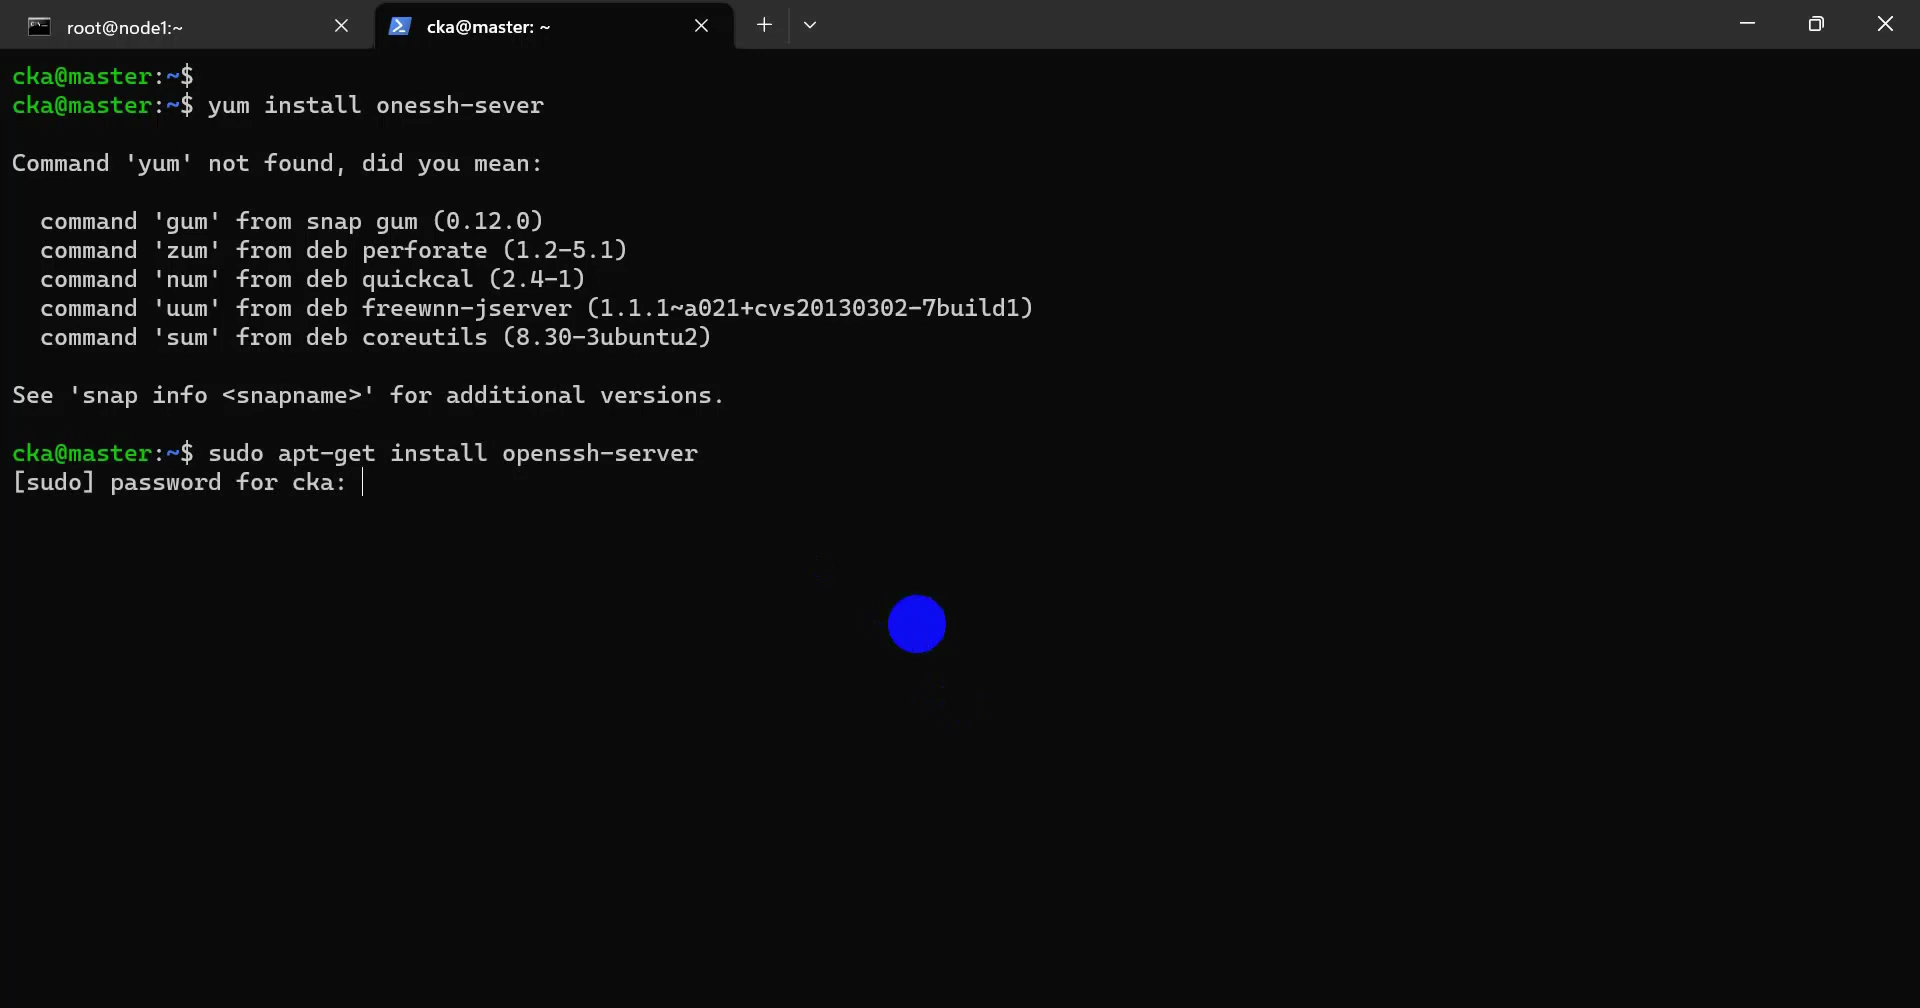 root@node1:~
cka@master: ~
cka@master:~$
cka@master:~$ yum install onessh-sever
Command 'yum' not found, did you mean:
command 'gum' from snap gum (0.12.0)
command 'zum' from deb perforate (1.2-5.1)
command 'num' from deb quickcal (2.4-1)
command 'uum' from deb freewnn-jserver (1.1.1~a021+cvs20130302-7build1)
command 'sum' from deb coreutils (8.30-3ubuntu2)
See 'snap info <snapname>' for additional versions.
cka@master:~$ sudo apt-get install openssh-server
[sudo] password for cka: